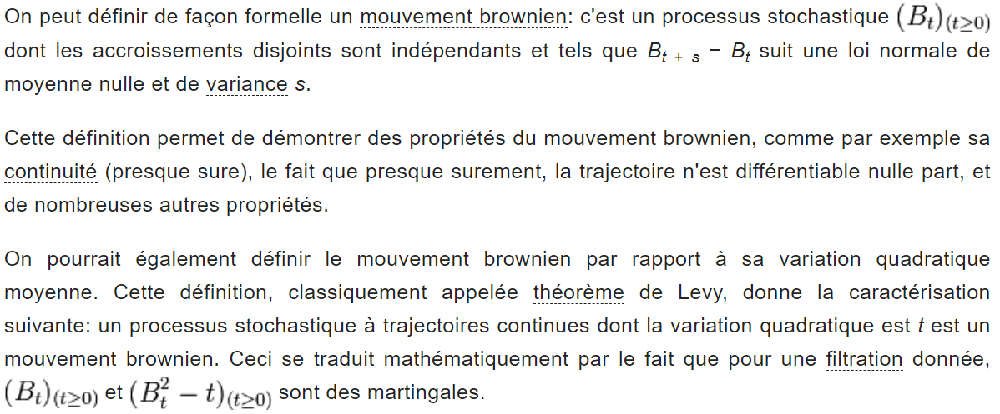 On peut définir de façon formelle un mouvement brownien: c'est un processus stochastique (B_t)_(t≥0)
dont les accroissements disjoints sont indépendants et tels que B_{t + s} − B_t suit une loi normale de
moyenne nulle et de variance s.
Cette définition permet de démontrer des propriétés du mouvement brownien, comme par exemple sa
continuité (presque sure), le fait que presque surement, la trajectoire n'est différentiable nulle part, et
de nombreuses autres propriétés.
On pourrait également définir le mouvement brownien par rapport à sa variation quadratique
moyenne. Cette définition, classiquement appelée théorème de Levy, donne la caractérisation
suivante: un processus stochastique à trajectoires continues dont la variation quadratique est t est un
mouvement brownien. Ceci se traduit mathématiquement par le fait que pour une filtration donnée,
(B_t)_(t≥0) et (B_t^2 − t)_(t≥0) sont des martingales.